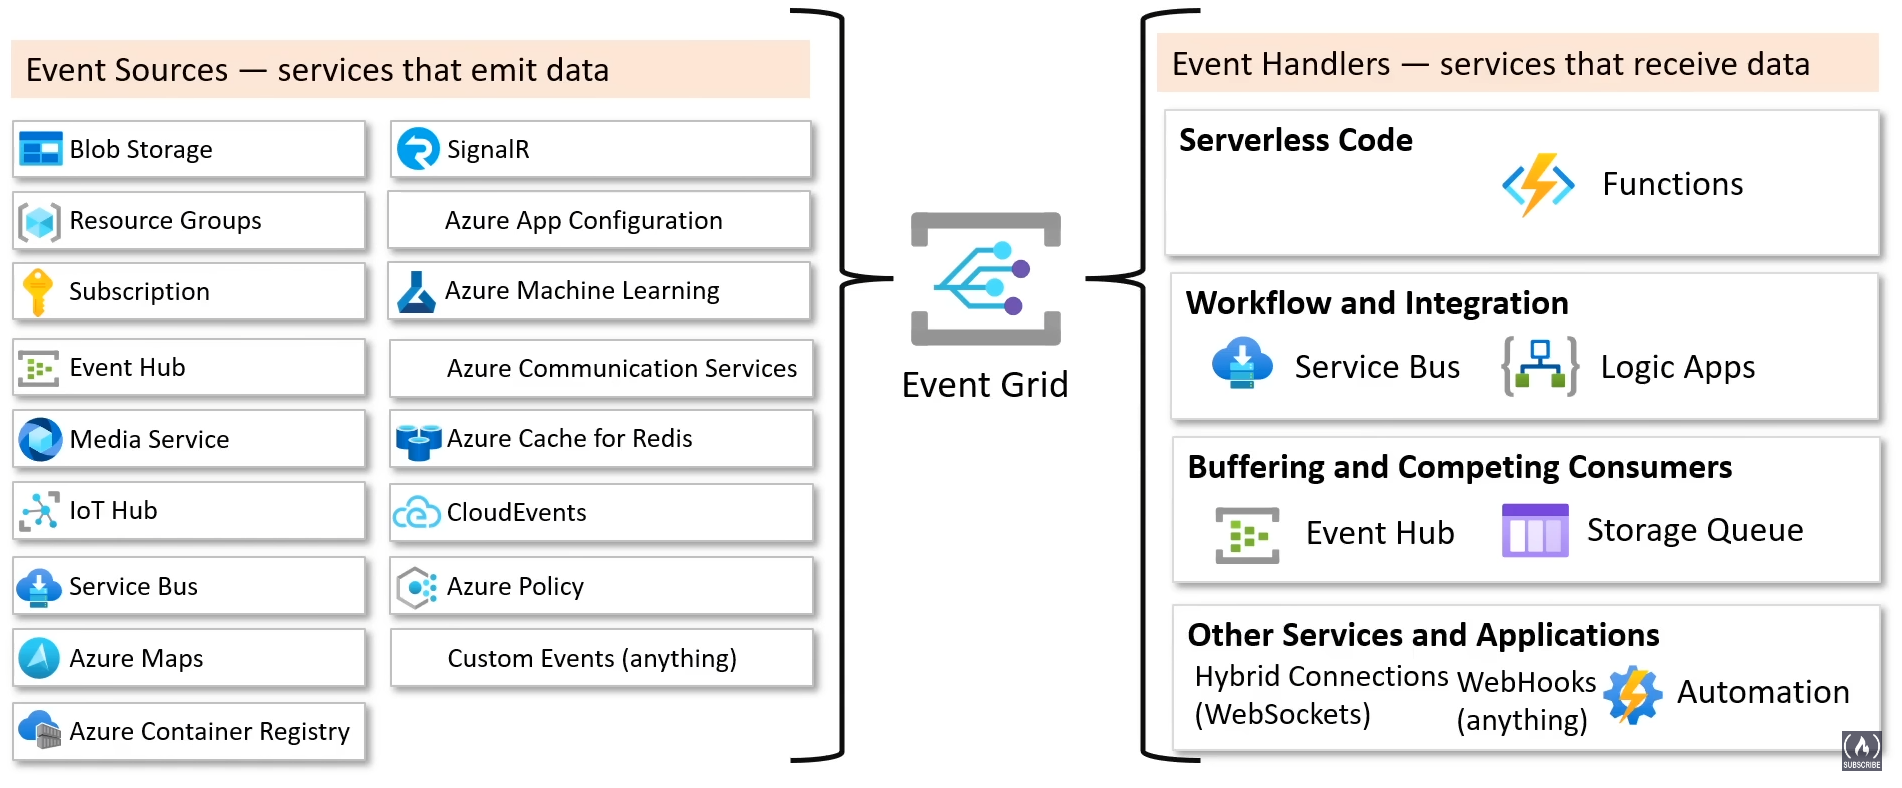 Event Sources — services that emit data
Blob Storage
Resource Groups
Subscription
Event Hub
Media Service
IoT Hub
Service Bus
Azure Maps
Azure Container Registry
SignalR
Azure App Configuration
Azure Machine Learning
Azure Communication Services
Azure Cache for Redis
CloudEvents
Azure Policy
Custom Events (anything)
Event Grid
Event Handlers — services that receive data
Serverless Code
Functions
Workflow and Integration
Service Bus
Logic Apps
Buffering and Competing Consumers
Event Hub
Storage Queue
Other Services and Applications
Hybrid Connections
(WebSockets)
WebHooks
(anything)
Automation
SUBSCRIBE